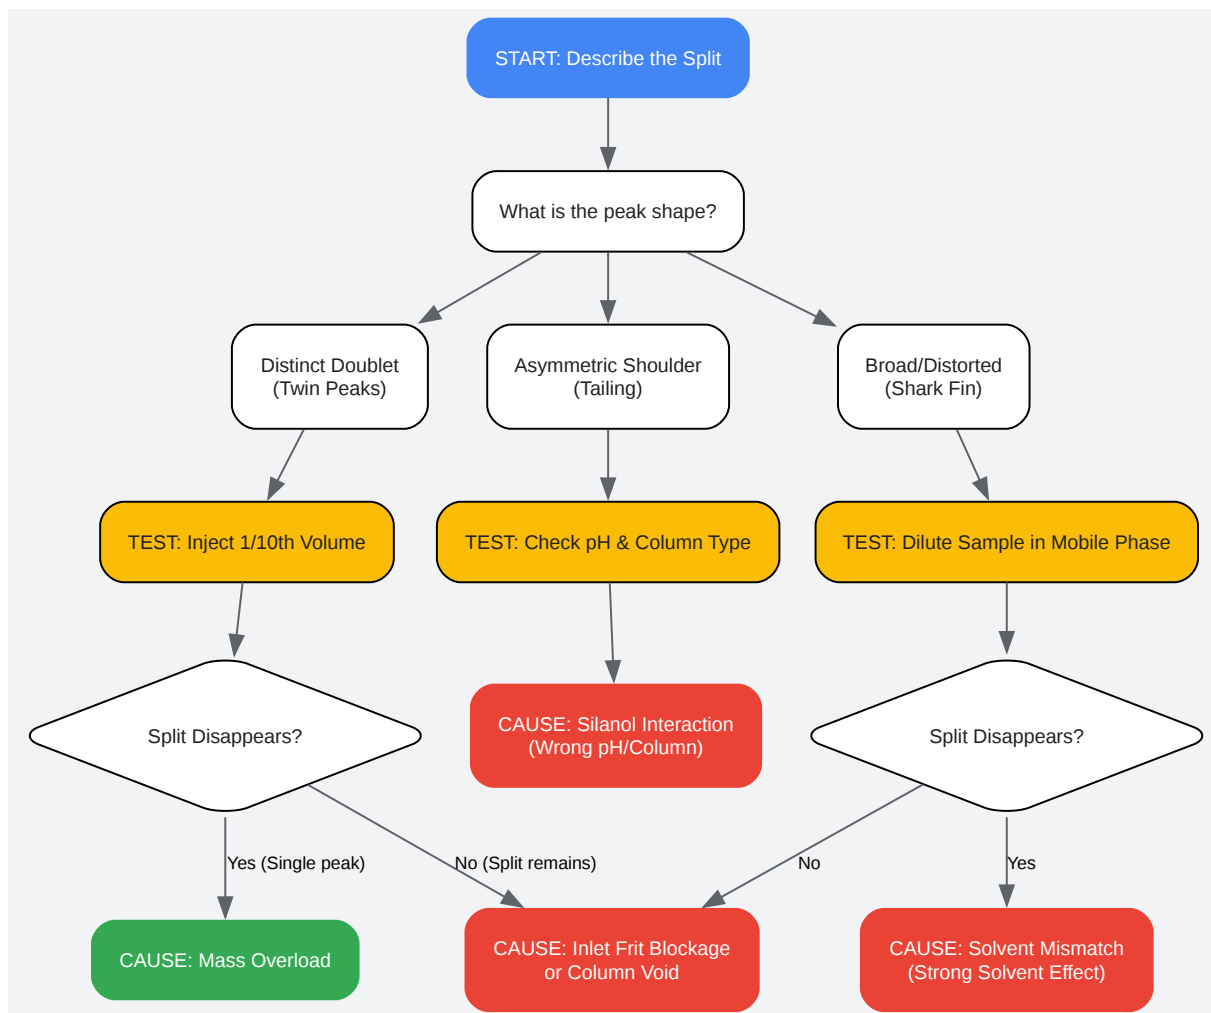 START: Describe the Split
What is the peak shape?
Distinct Doublet
(Twin Peaks)
Asymmetric Shoulder
(Tailing)
Broad/Distorted
(Shark Fin)
TEST: Inject 1/10th Volume
TEST: Check pH & Column Type
TEST: Dilute Sample in Mobile Phase
Split Disappears?
CAUSE: Silanol Interaction
(Wrong pH/Column)
Split Disappears?
Yes (Single peak)
No (Split remains)
No
Yes
CAUSE: Mass Overload
CAUSE: Inlet Frit Blockage
or Column Void
CAUSE: Solvent Mismatch
(Strong Solvent Effect)